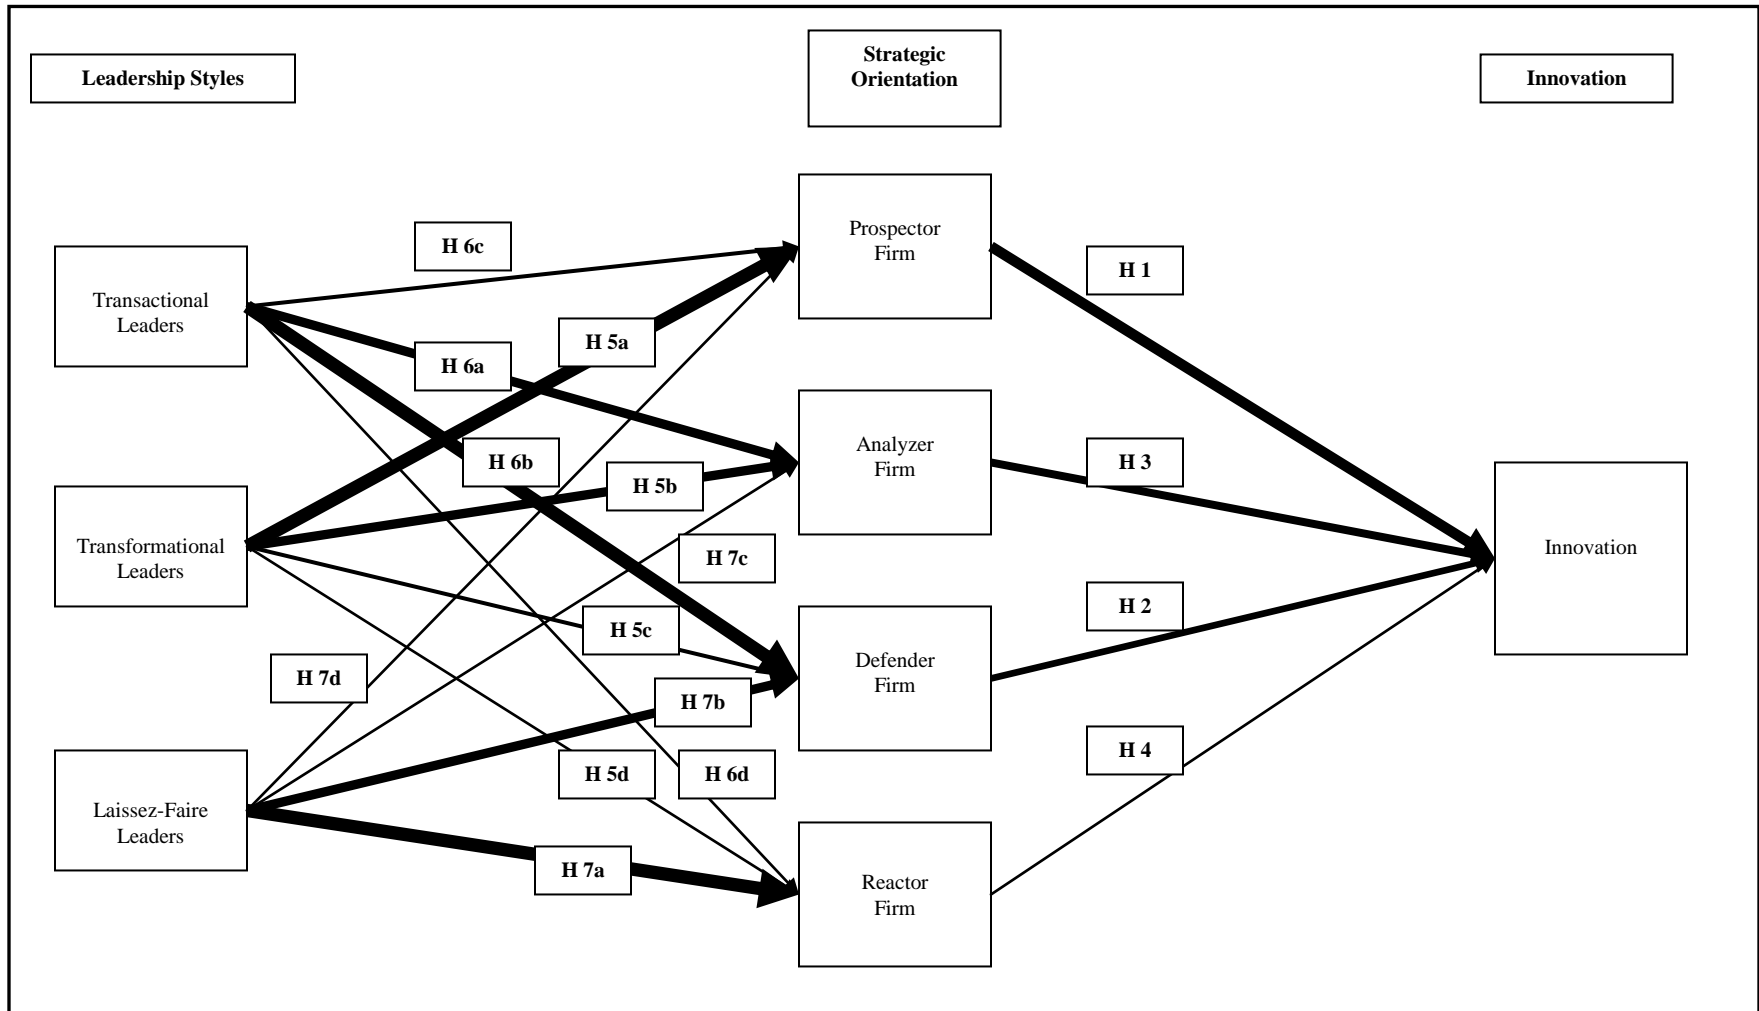 Leadership Styles
Strategic
Orientation
Innovation
Transactional
Leaders
Transformational
Leaders
Laissez-Faire
Leaders
H 6c
H 5a
H 6a
H 6b
H 5b
H 7c
H 5c
H 7d
H 7b
H 5d
H 6d
H 7a
Prospector
Firm
Analyzer
Firm
Defender
Firm
Reactor
Firm
H 1
H 3
H 2
H 4
Innovation